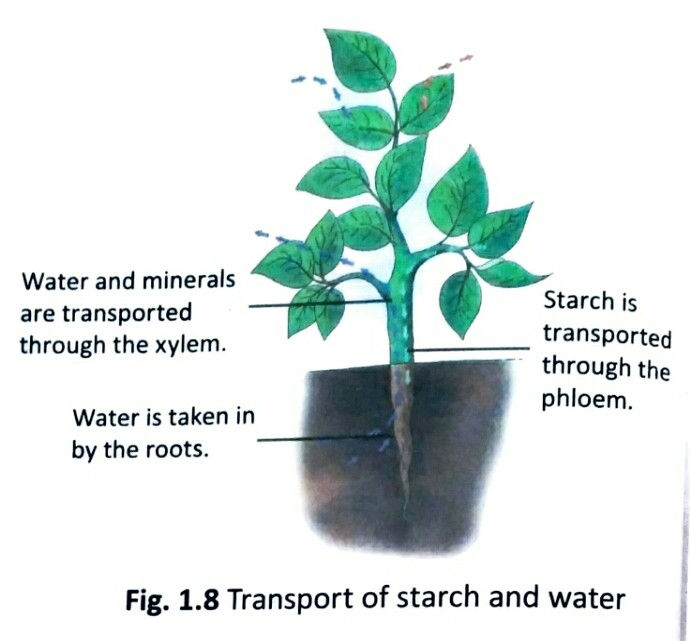 Water and minerals
are transported
through the xylem.
Starch is
transported
through the
phloem.
Water is taken in
by the roots.
Fig. 1.8 Transport of starch and water